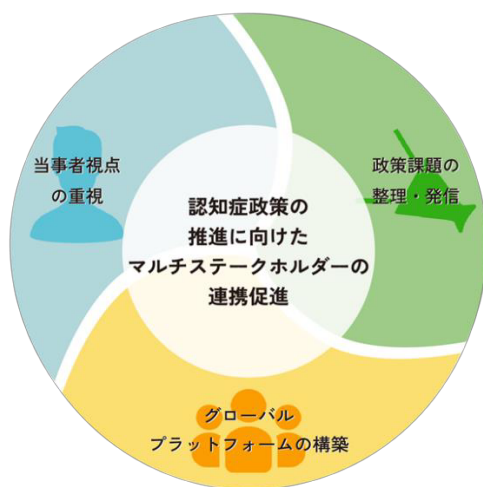 当事者視点
の重視
政策課題の
整理・発信
認知症政策の
推進に向けた
マルチステークホルダーの
連携促進
グローバル
プラットフォームの構築